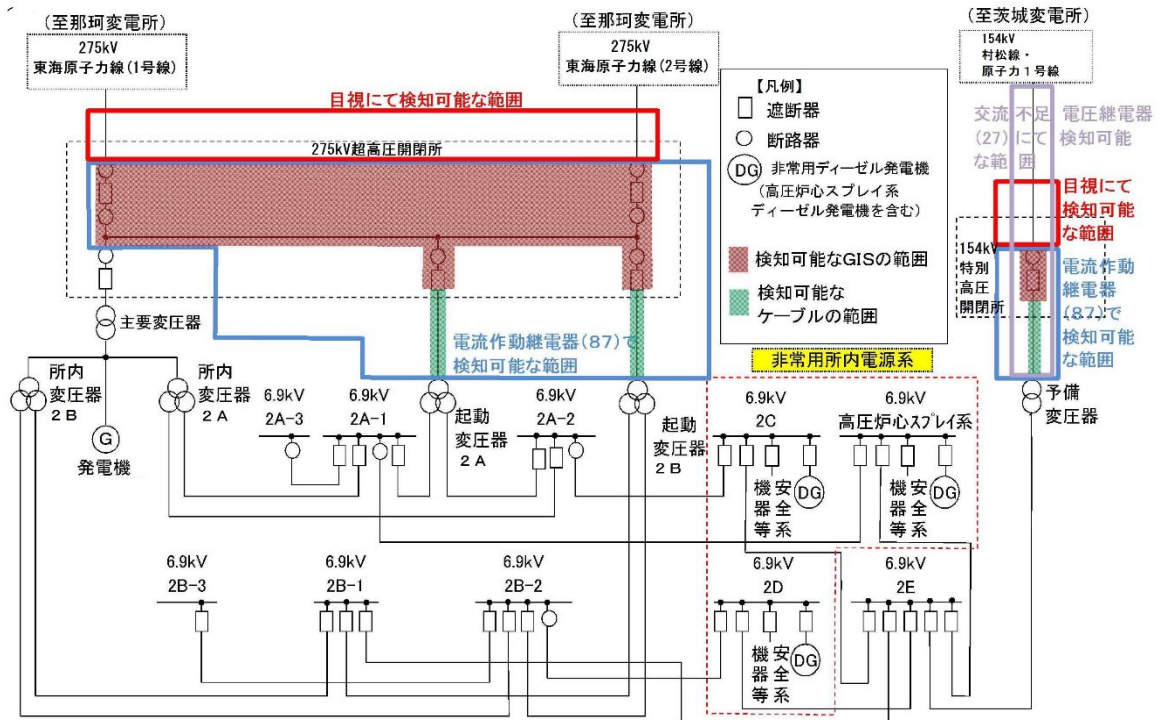 (至那珂変電所)
275kV
東海原子力線(1号線)
(至那珂変電所)
275kV
東海原子力線(2号線)
(至茨城変電所)
154kV
村松線・
原子力1号線
目視にて検知可能な範囲
275kV超高圧開閉所
【凡例】
遮断器
断路器
DG 非常用ディーゼル発電機
(高圧炉心スプレイ系
ディーゼル発電機を含む)
検知可能なGISの範囲
検知可能な
ケーブルの範囲
交流不足電圧継電器
(27)にて検知可能
な範囲
目視にて
検知可能
な範囲
154kV
特別
高圧
開閉所
電流作動
継電器
(87)で
検知可能
な範囲
主要変圧器
電流作動継電器(87)で
検知可能な範囲
非常用所内電源系
所内
変圧器
2B
所内
変圧器
2A
G
発電機
6.9kV
2A-3
6.9kV
2A-1
起動
変圧器
2A
6.9kV
2A-2
起動
変圧器
2B
6.9kV
2C
機器等
安全系
DG
6.9kV
高圧炉心スプレイ系
機器等
安全系
DG
予備
変圧器
6.9kV
2B-3
6.9kV
2B-1
6.9kV
2B-2
6.9kV
2D
機器等
安全系
DG
6.9kV
2E